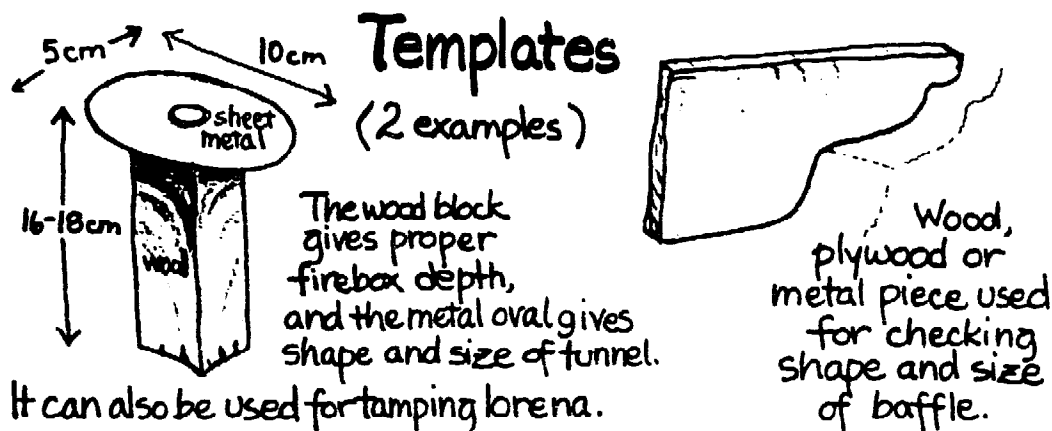 Templates
(2 examples)
5cm
10cm
16-18cm
sheet
metal
wood
The wood block
gives proper
firebox depth,
and the metal oval gives
shape and size of tunnel.
It can also be used for tamping lorena.
Wood,
plywood or
metal piece used
for checking
shape and size
of baffle.